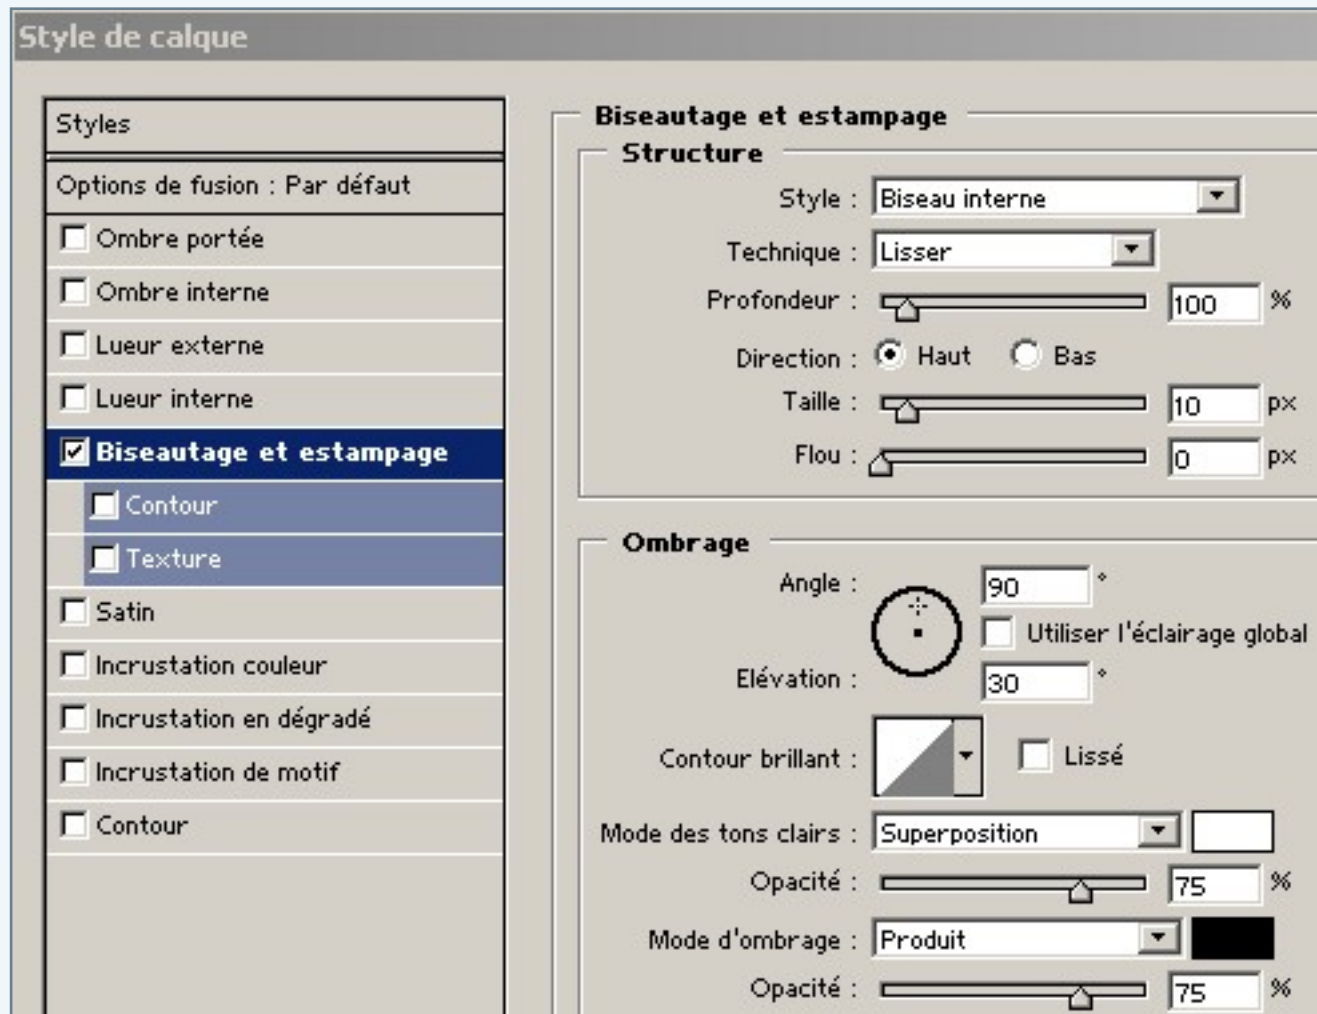 Style de calque
Styles
Options de fusion : Par défaut
Ombre portée
Ombre interne
Lueur externe
Lueur interne
Biseautage et estampage
Contour
Texture
Satin
Incrustation couleur
Incrustation en dégradé
Incrustation de motif
Contour
Biseautage et estampage
Structure
Style : Biseau interne
Technique : Lisser
Profondeur : 100 %
Direction : Haut Bas
Taille : 10 px
Flou : 0 px
Ombrage
Angle : 90 °
Utiliser l'éclairage global
Elévation : 30 °
Contour brillant : Lissé
Mode des tons clairs : Superposition
Opacité : 75 %
Mode d'ombrage : Produit
Opacité : 75 %